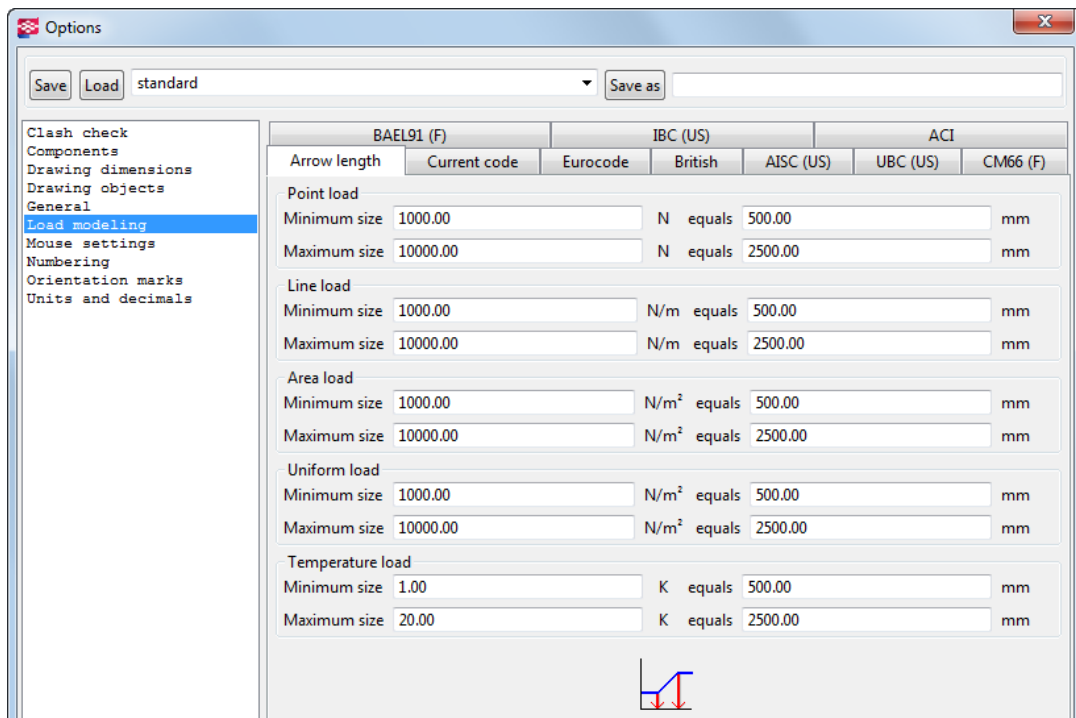 Options
Save Load standard Save as
Clash check
Components
Drawing dimensions
Drawing objects
General
Load modeling
Mouse settings
Numbering
Orientation marks
Units and decimals
BAEL91 (F) IBC (US) ACI
Arrow length Current code Eurocode British AISC (US) UBC (US) CM66 (F)
Point load
Minimum size 1000.00 N equals 500.00 mm
Maximum size 10000.00 N equals 2500.00 mm
Line load
Minimum size 1000.00 N/m equals 500.00 mm
Maximum size 10000.00 N/m equals 2500.00 mm
Area load
Minimum size 1000.00 N/m² equals 500.00 mm
Maximum size 10000.00 N/m² equals 2500.00 mm
Uniform load
Minimum size 1000.00 N/m² equals 500.00 mm
Maximum size 10000.00 N/m² equals 2500.00 mm
Temperature load
Minimum size 1.00 K equals 500.00 mm
Maximum size 20.00 K equals 2500.00 mm